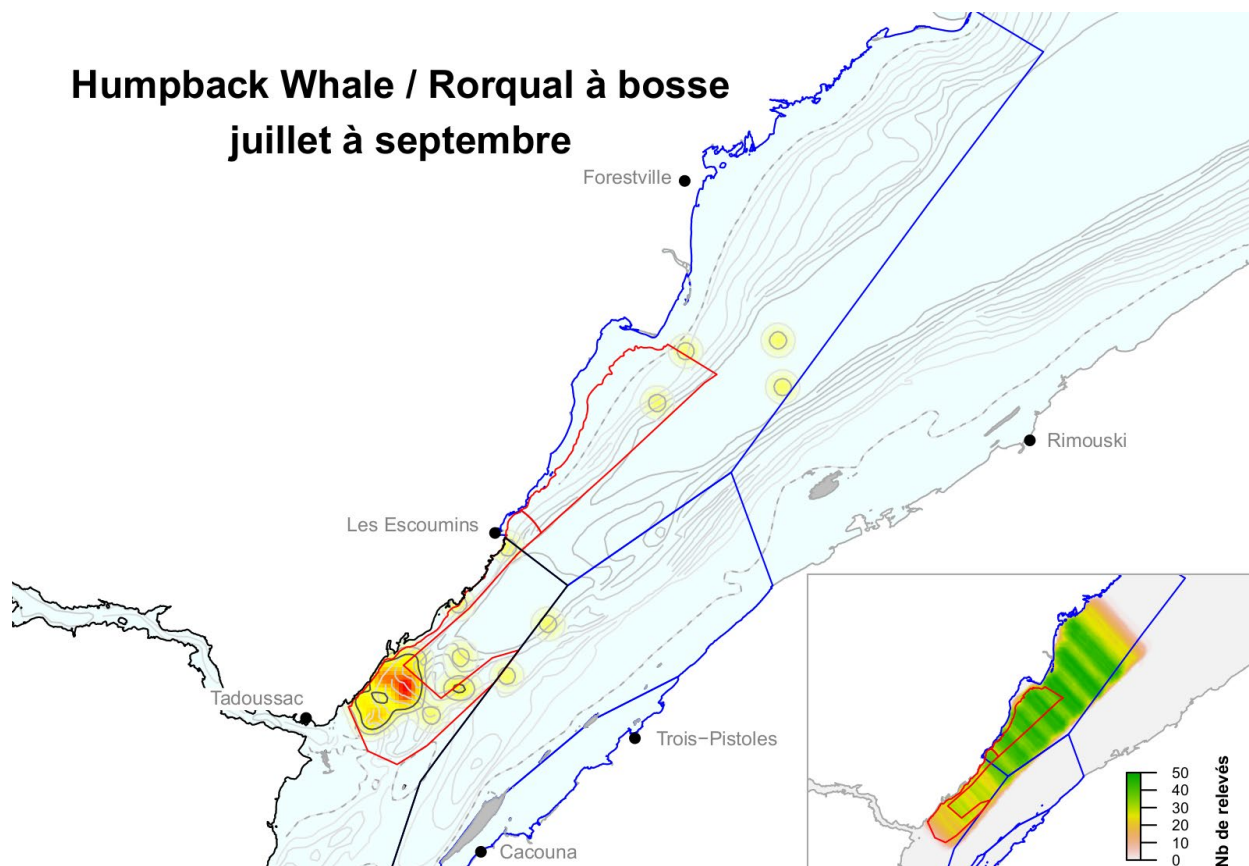 Humpback Whale / Rorqual à bosse
juillet à septembre
Forestville
Rimouski
Les Escoumins
Tadoussac
Trois−Pistoles
Cacouna
50
40
30
20
10
0
Nb de relevés